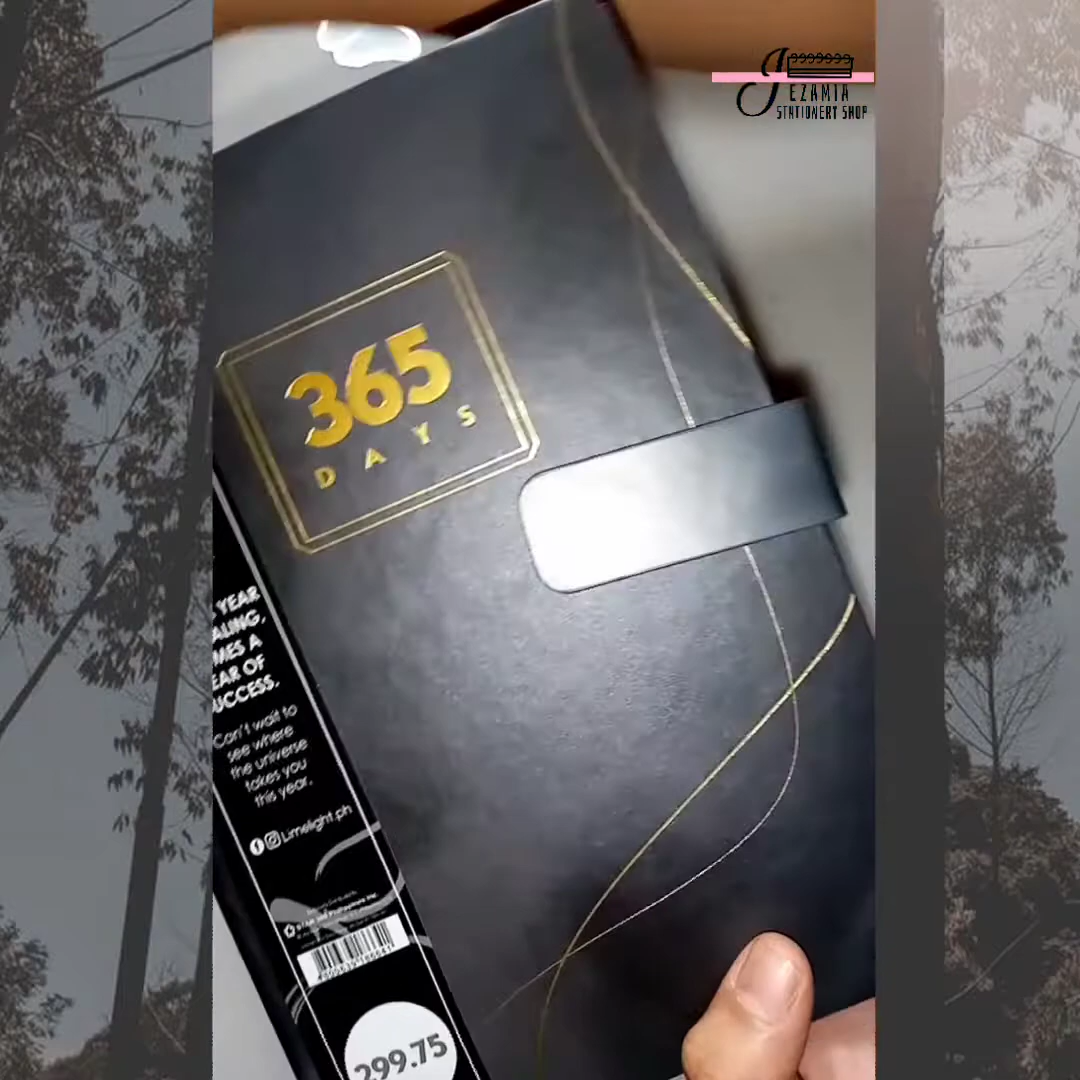 EZAMIA
STATIONERT SHOP
365
DAYS
YEAR
ALING,
MES A
EAR OF
UCCESS.
Can't wait to
see where
the universe
takes you
this year.
Limelight.ph
299.75